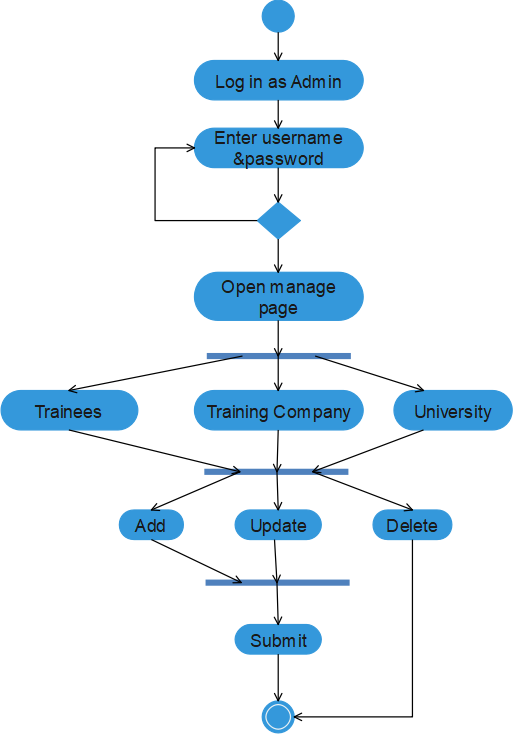 Log in as Admin
Enter username
&password
Open manage
page
Trainees
Training Company
University
Add
Update
Delete
Submit